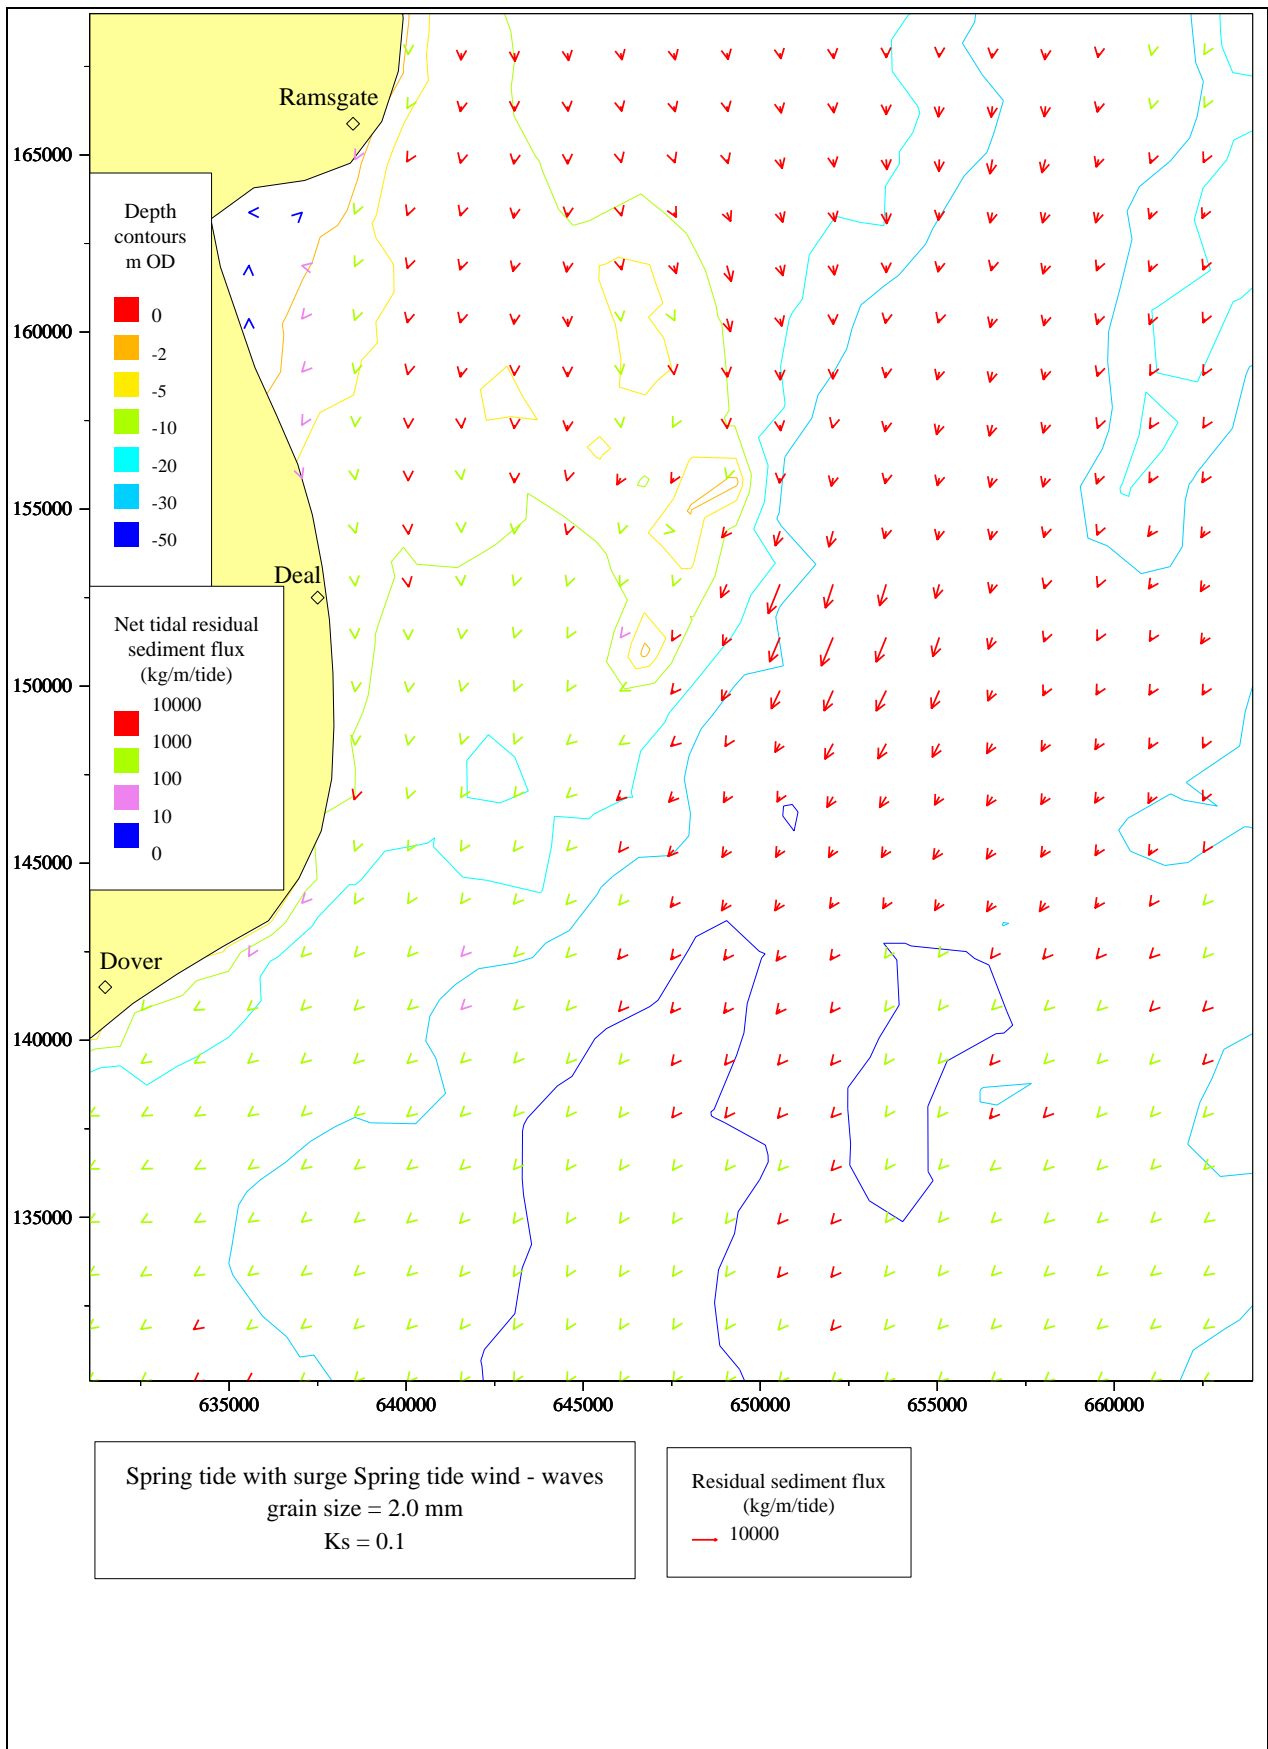 Ramsgate
165000
Depth
contours
m OD
0
-2
-5
-10
-20
-30
-50
160000
155000
Deal
Net tidal residual
sediment flux
(kg/m/tide)
10000
1000
100
10
0
150000
145000
Dover
140000
135000
635000 640000 645000 650000 655000 660000
Spring tide with surge Spring tide wind - waves
grain size = 2.0 mm
Ks = 0.1
Residual sediment flux
(kg/m/tide)
10000